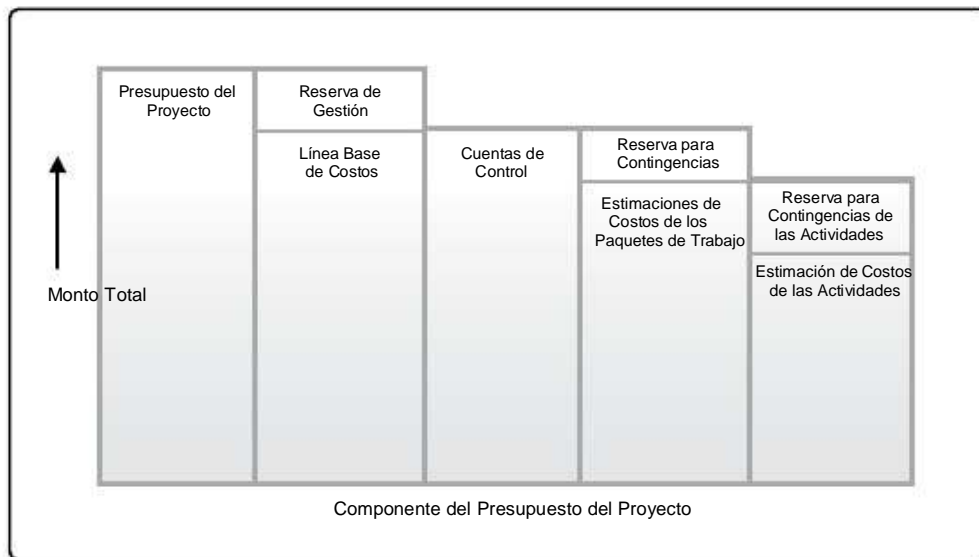 Presupuesto del
Proyecto
Reserva de
Gestión
Línea Base
de Costos
Cuentas de
Control
Reserva para
Contingencias
Estimaciones de
Costos de los
Paquetes de Trabajo
Reserva para
Contingencias de
las Actividades
Estimación de Costos
de las Actividades
Monto Total
Componente del Presupuesto del Proyecto